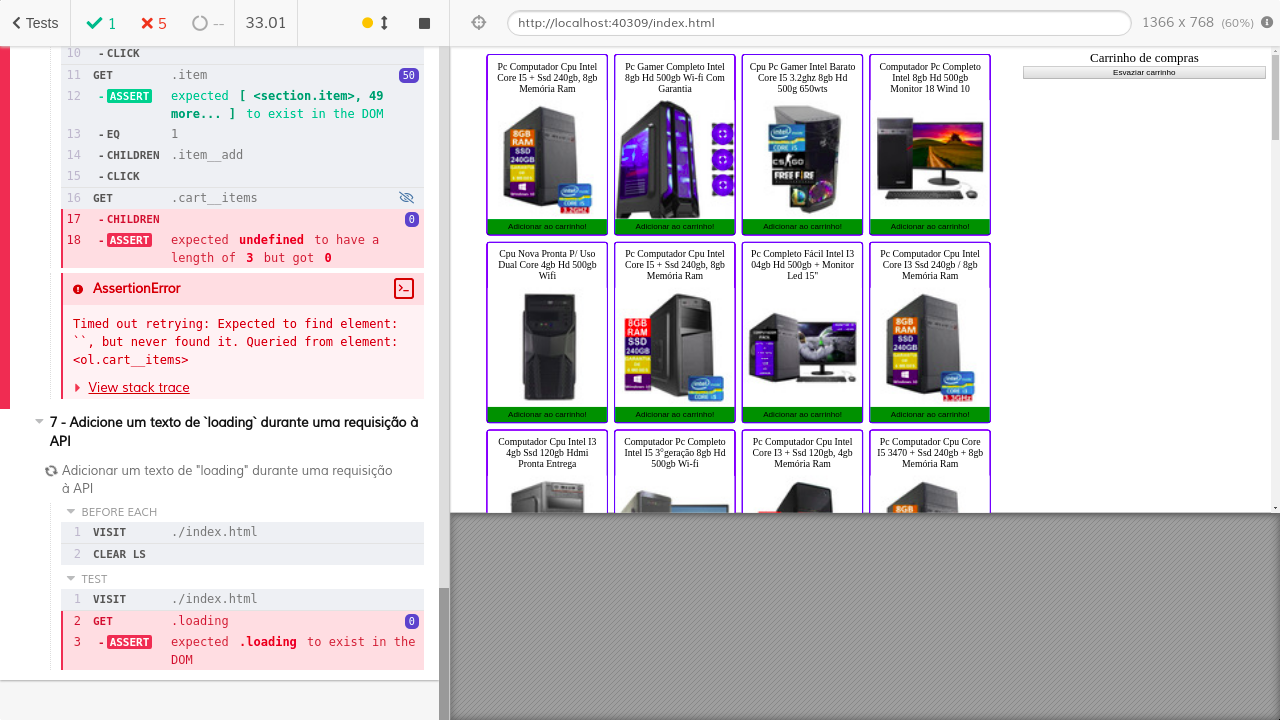 Tests
1
5
--
33.01
http://localhost:40309/index.html
1366 x 768 (60%)
10 - CLICK
11 GET .item 50
12 - ASSERT expected [ <section.item>, 49
more... ] to exist in the DOM
13 - EQ 1
14 - CHILDREN .item__add
15 - CLICK
16 GET .cart__items
17 - CHILDREN 0
18 - ASSERT expected undefined to have a
length of 3 but got 0
AssertionError
Timed out retrying: Expected to find element:
``, but never found it. Queried from element:
<ol.cart__items>
View stack trace
7 - Adicione um texto de `loading` durante uma requisição à
API
Adicionar um texto de "loading" durante uma requisição
à API
BEFORE EACH
1 VISIT ./index.html
2 CLEAR LS
TEST
1 VISIT ./index.html
2 GET .loading 0
3 - ASSERT expected .loading to exist in the
DOM
Pc Computador Cpu Intel
Core I5 + Ssd 240gb, 8gb
Memória Ram
8GB
RAM
SSD
240GB
Adicionar ao carrinho!
Pc Gamer Completo Intel
8gb Hd 500gb Wi-fi Com
Garantia
Adicionar ao carrinho!
Cpu Pc Gamer Intel Barato
Core I5 3.2ghz 8gb Hd
500g 650wts
Adicionar ao carrinho!
Computador Pc Completo
Intel 8gb Hd 500gb
Monitor 18 Wind 10
Adicionar ao carrinho!
Cpu Nova Pronta P/ Uso
Dual Core 4gb Hd 500gb
Wifi
Adicionar ao carrinho!
Pc Computador Cpu Intel
Core I5 + Ssd 240gb, 8gb
Memória Ram
8GB
RAM
SSD
240GB
Adicionar ao carrinho!
Pc Completo Fácil Intel I3
04gb Hd 500gb + Monitor
Led 15"
Adicionar ao carrinho!
Pc Computador Cpu Intel
Core I3 Ssd 240gb / 8gb
Memória Ram
8GB
RAM
SSD
240GB
Adicionar ao carrinho!
Computador Cpu Intel I3
4gb Ssd 120gb Hdmi
Pronta Entrega
Computador Pc Completo
Intel I5 3°geração 8gb Hd
500gb Wi-fi
Pc Computador Cpu Intel
Core I3 + Ssd 120gb, 4gb
Memória Ram
Pc Computador Cpu Core
I5 3470 + Ssd 240gb + 8gb
Memória Ram
Carrinho de compras
Esvaziar carrinho